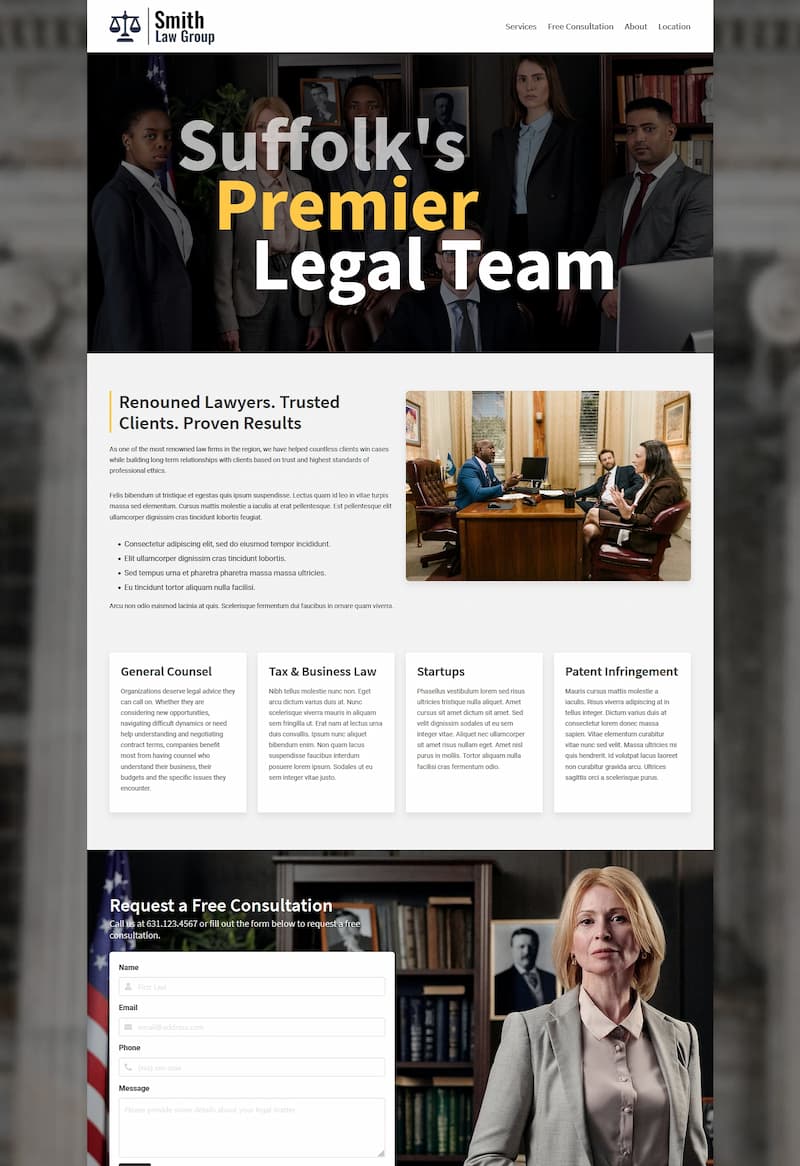 Smith
Law Group
Services Free Consultation About Location
Suffolk's
Premier
Legal Team
Renouned Lawyers. Trusted
Clients. Proven Results
As one of the most renowned law firms in the region, we have helped countless clients win cases
while building long-term relationships with clients based on trust and highest standards of
professional ethics.
Felis bibendum ut tristique et egestas quis ipsum suspendisse. Lectus quam id leo in vitae turpis
massa sed elementum. Cursus mattis molestie a iaculis at erat pellentesque. Est pellentesque elit
ullamcorper dignissim cras tincidunt lobortis feugiat.
• Consectetur adipiscing elit, sed do eiusmod tempor incididunt.
• Elit ullamcorper dignissim cras tincidunt lobortis.
• Sed tempus urna et pharetra pharetra massa massa ultricies.
• Eu tincidunt tortor aliquam nulla facilisi.
Arcu non odio euismod lacinia at quis. Scelerisque fermentum dui faucibus in ornare quam viverra.
General Counsel
Organizations deserve legal advice they
can call on. Whether they are
considering new opportunities,
navigating difficult dynamics or need
help understanding and negotiating
contract terms, companies benefit
most from having counsel who
understand their business, their
budgets and the specific issues they
encounter.
Tax & Business Law
Nibh tellus molestie nunc non. Eget
arcu dictum varius duis at. Nunc
scelerisque viverra mauris in aliquam
sem fringilla ut. Erat nam at lectus urna
duis convallis. Ipsum nunc aliquet
bibendum enim. Non quam lacus
suspendisse faucibus interdum
posuere lorem ipsum. Sodales ut eu
sem integer vitae justo.
Startups
Phasellus vestibulum lorem sed risus
ultricies tristique nulla aliquet. Amet
cursus sit amet dictum sit amet. Sed
velit dignissim sodales ut eu sem
integer vitae. Aliquet nec ullamcorper
sit amet risus nullam eget. Amet nisl
purus in mollis. Tortor aliquam nulla
facilisi cras fermentum odio.
Patent Infringement
Mauris cursus mattis molestie a
iaculis. Risus viverra adipiscing at in
tellus integer. Dictum varius duis at
consectetur lorem donec massa
sapien. Vitae elementum curabitur
vitae nunc sed velit. Massa ultricies mi
quis hendrerit. Id volutpat lacus laoreet
non curabitur gravida arcu. Ultrices
sagittis orci a scelerisque purus.
Request a Free Consultation
Call us at 631.123.4567 or fill out the form below to request a free
consultation.
Name
First Last
Email
email@address.com
Phone
Message
Please provide some details about your legal matter